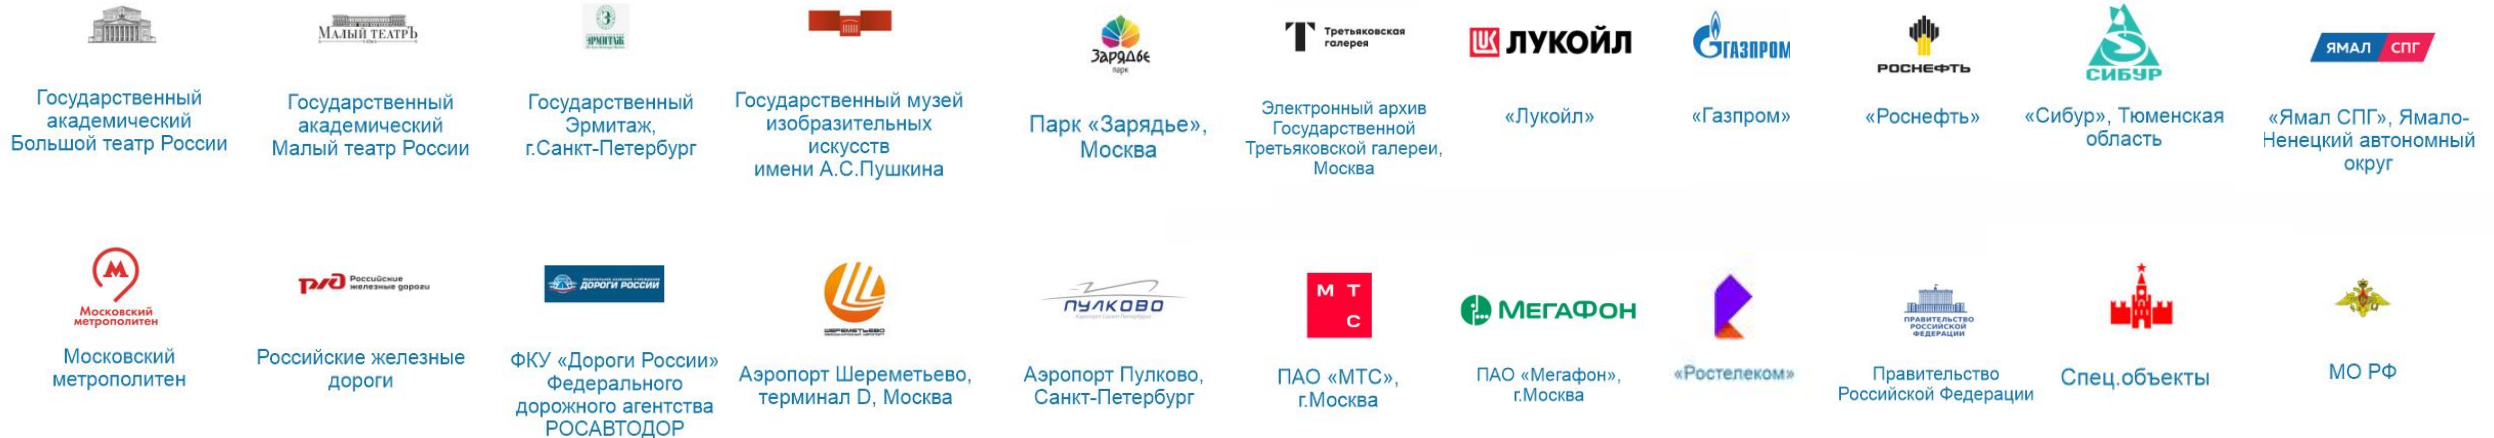 МАЛЫЙ ТЕАТРЪ
ЭРМИТАЖ
ЗАРЯДЬЕ
парк
Третьяковская
галерея
ЛУКОЙЛ
ГАЗПРОМ
РОСНЕФТЬ
СИБУР
ЯМАЛ СПГ
Государственный
академический
Большой театр России
Государственный
академический
Малый театр России
Государственный
Эрмитаж,
г.Санкт-Петербург
Государственный музей
изобразительных
искусств
имени А.С.Пушкина
Парк «Зарядье»,
Москва
Электронный архив
Государственной
Третьяковской галереи,
Москва
«Лукойл»
«Газпром»
«Роснефть»
«Сибур», Тюменская
область
«Ямал СПГ», Ямало-
Ненецкий автономный
округ
Московский
метрополитен
ржд Российские
железные дороги
ДОРОГИ РОССИИ
ШЕРЕМЕТЬЕВО
ПУЛКОВО
М Т
С
МЕГАФОН
ПРАВИТЕЛЬСТВО
РОССИЙСКОЙ
ФЕДЕРАЦИИ
Московский
метрополитен
Российские железные
дороги
ФКУ «Дороги России»
Федерального
дорожного агентства
РОСАВТОДОР
Аэропорт Шереметьево,
терминал D, Москва
Аэропорт Пулково,
Санкт-Петербург
ПАО «МТС»,
г.Москва
ПАО «Мегафон»,
г.Москва
«Ростелеком»
Правительство
Российской Федерации
Спец.объекты
МО РФ